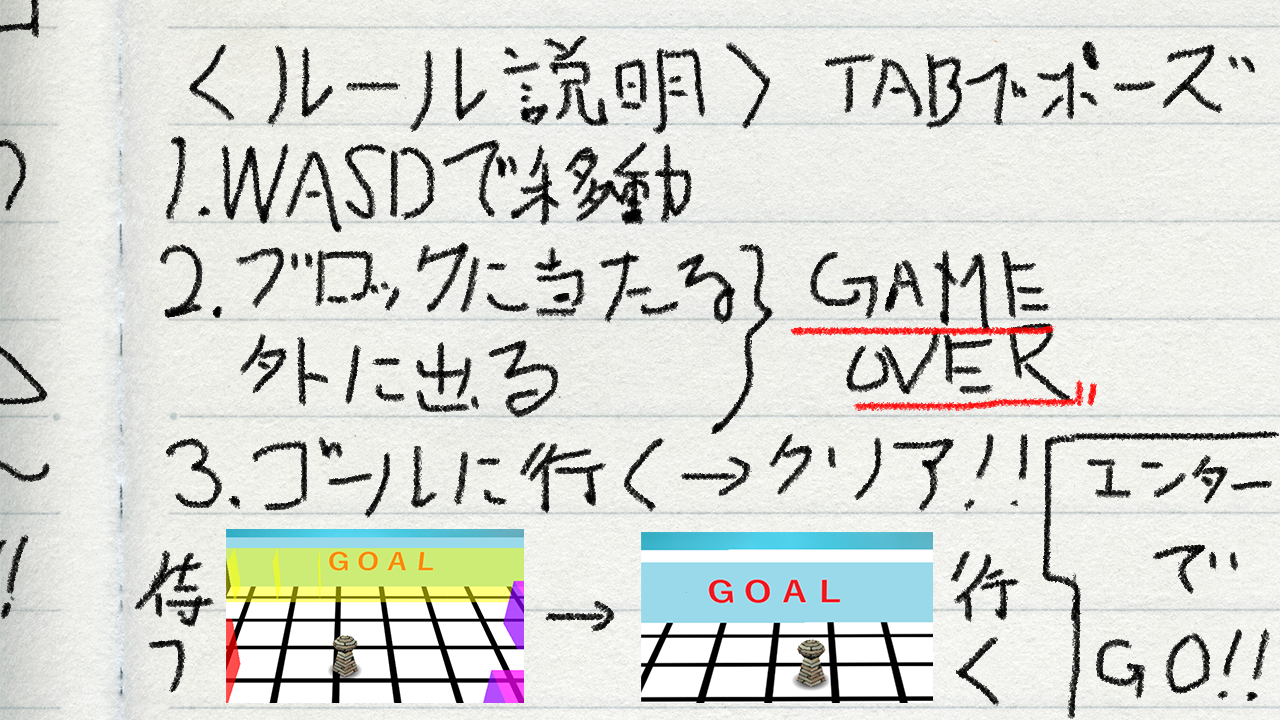 <ルール説明> TABでポーズ
1.WASDで移動
2.ブロックに当たる
外に出る
GAME
OVER
3.ゴールに行く→クリア!!
待
つ
GOAL
→
GOAL
行
く
エンター
で
GO!!